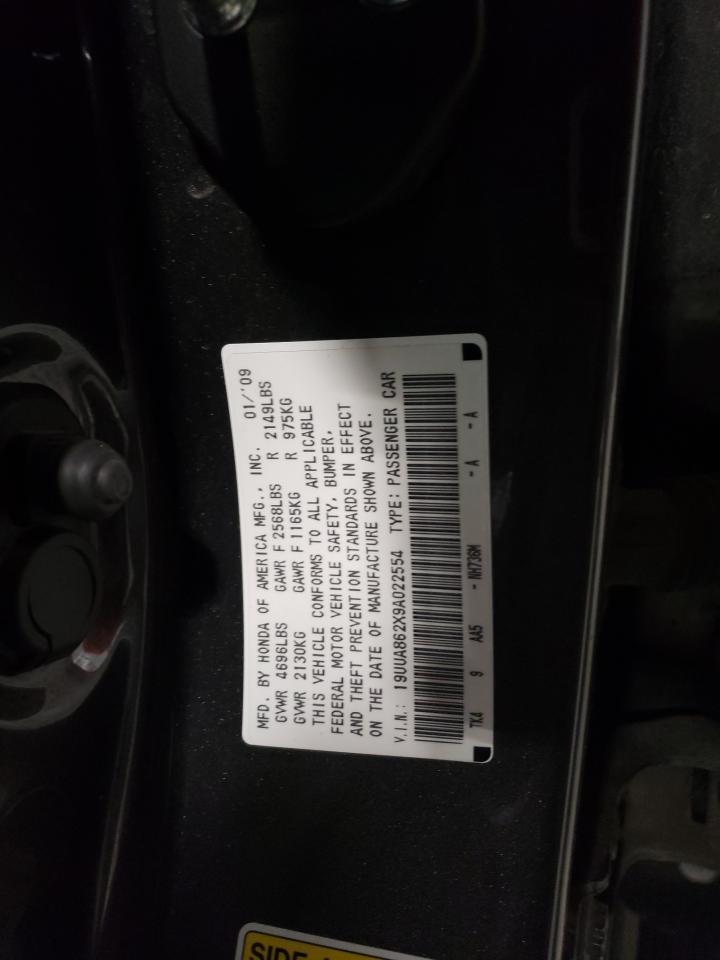 MFD. BY HONDA OF AMERICA MFG., INC. 01/'09
GVWR 4696LBS GAWR F 2568LBS R 2149LBS
GVWR 2130KG GAWR F 1165KG R 975KG
THIS VEHICLE CONFORMS TO ALL APPLICABLE
FEDERAL MOTOR VEHICLE SAFETY, BUMPER,
AND THEFT PREVENTION STANDARDS IN EFFECT
ON THE DATE OF MANUFACTURE SHOWN ABOVE.
V.I.N.: 19UUA862X9A022554 TYPE: PASSENGER CAR
TK4 9 AA5 - NH736M - A - A
SIDE